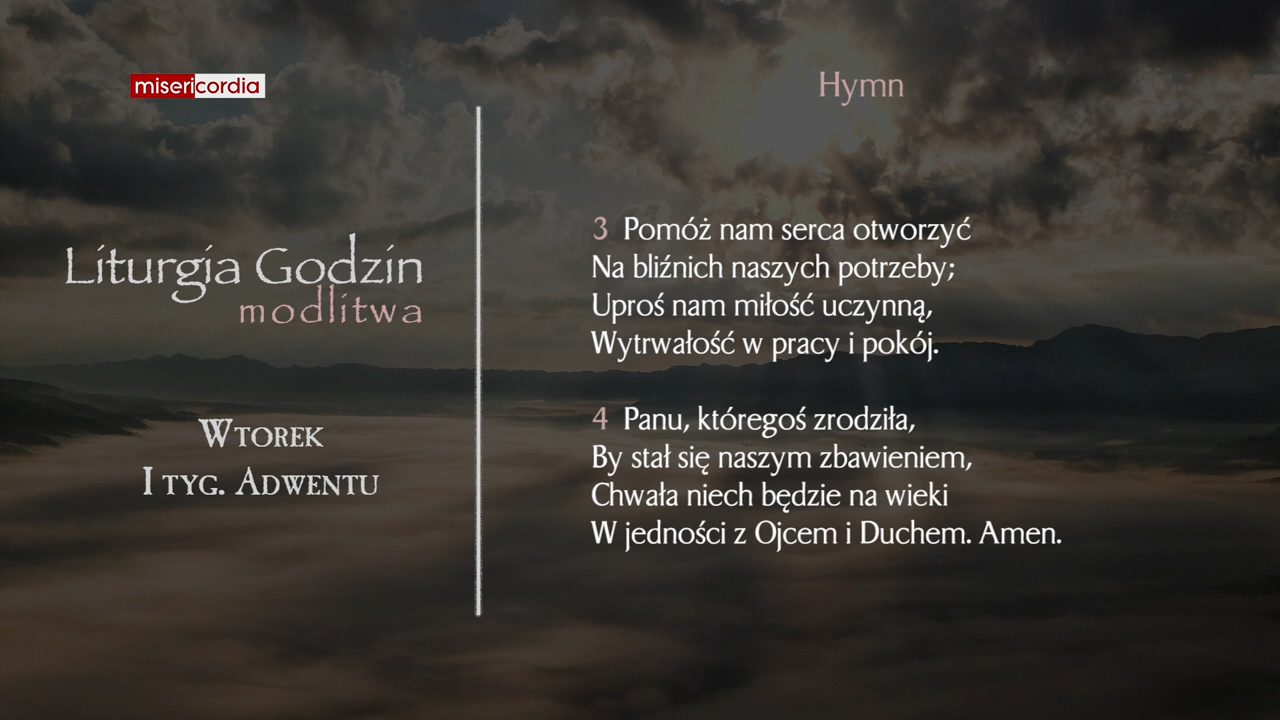 misericordia
Liturgia Godzin
modlitwa
Wtorek
I tyg. Adwentu
Hymn
3 Pomóż nam serca otworzyć
Na bliźnich naszych potrzeby;
Uproś nam miłość uczynną,
Wytrwałość w pracy i pokój.
4 Panu, któregoś zrodziła,
By stał się naszym zbawieniem,
Chwała niech będzie na wieki
W jedności z Ojcem i Duchem. Amen.